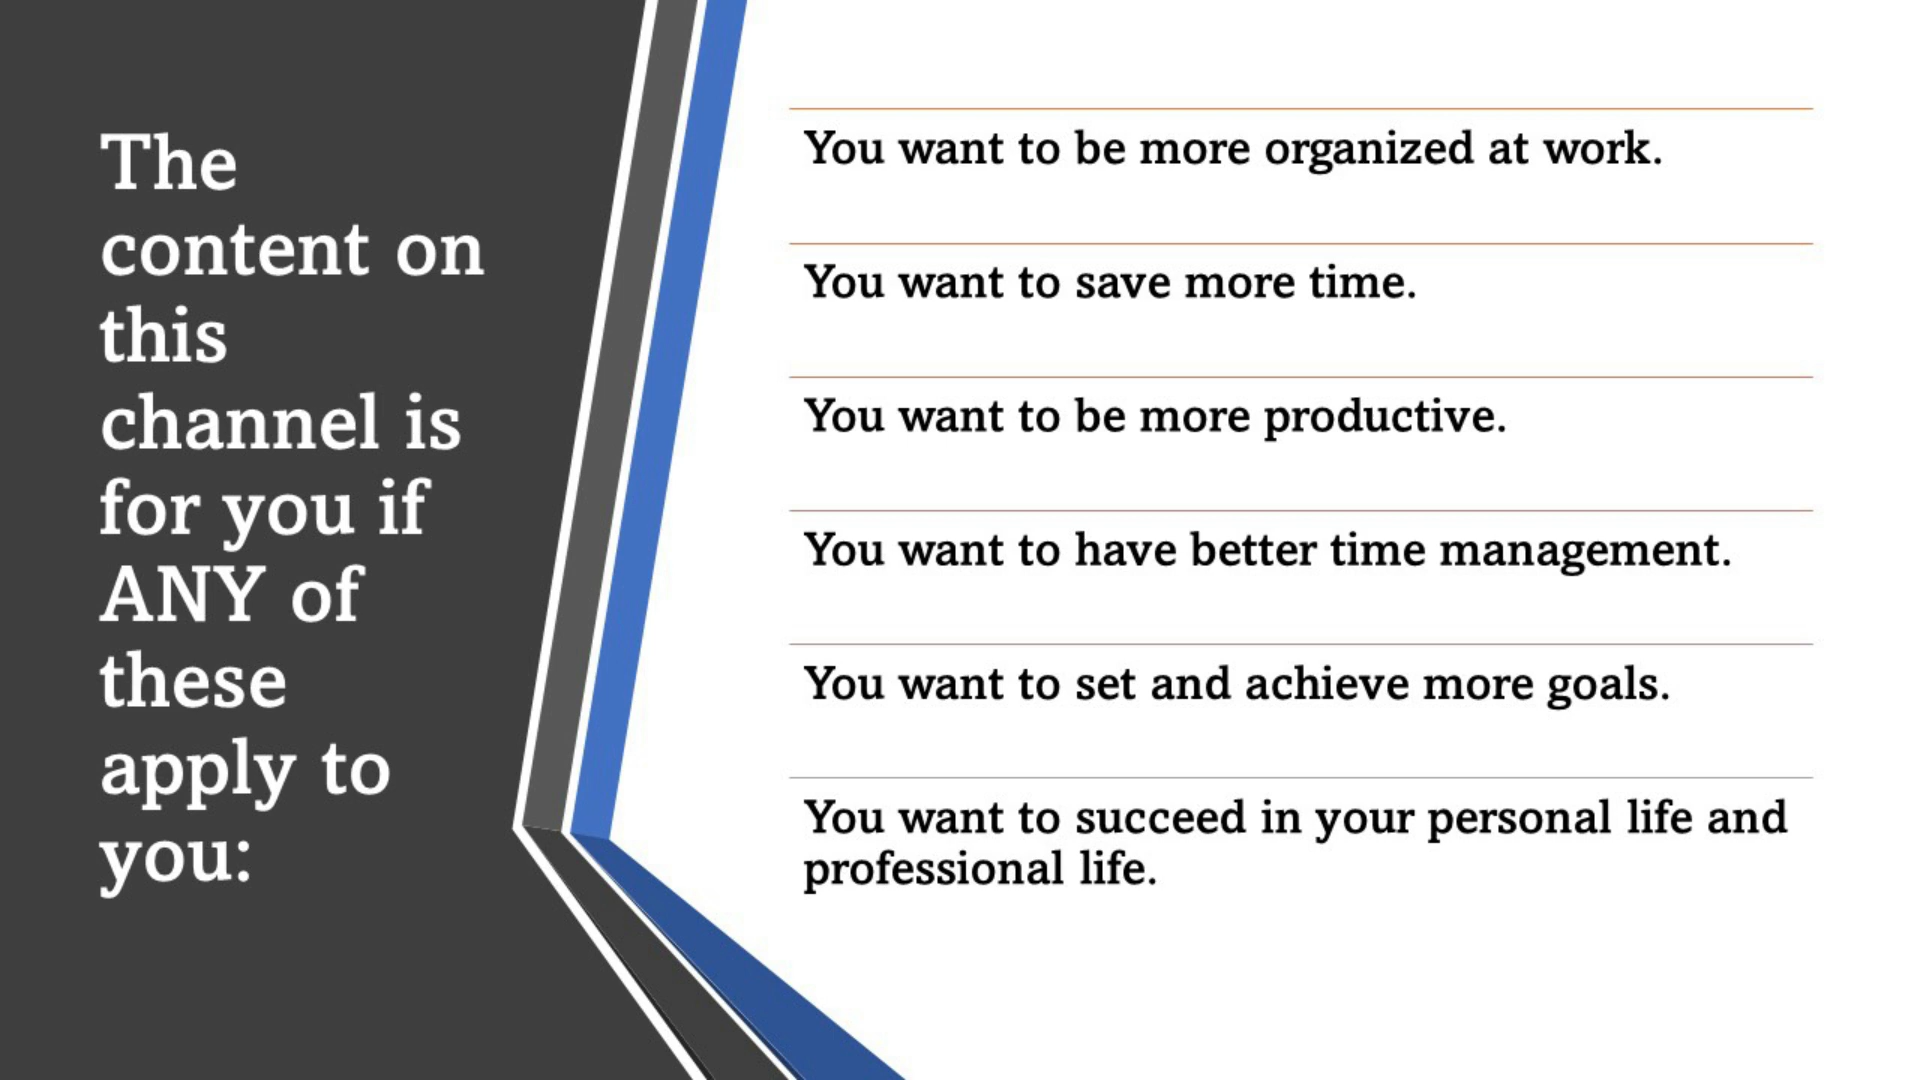 The
content on
this
channel is
for you if
ANY of
these
apply to
you:
You want to be more organized at work.
You want to save more time.
You want to be more productive.
You want to have better time management.
You want to set and achieve more goals.
You want to succeed in your personal life and
professional life.